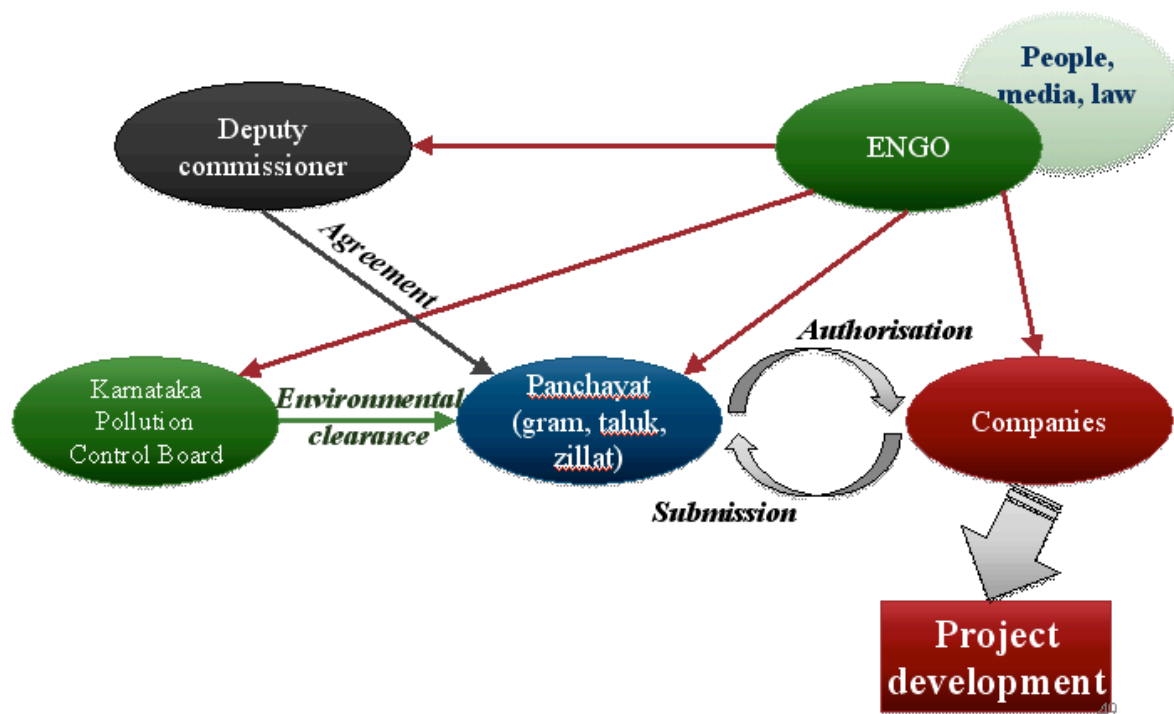 People,
media, law
Deputy
commissioner
ENGO
Agreement
Authorisation
Karnataka
Pollution
Control Board
Environmental
clearance
Panchayat
(gram, taluk,
zillat)
Companies
Submission
Project
development
40